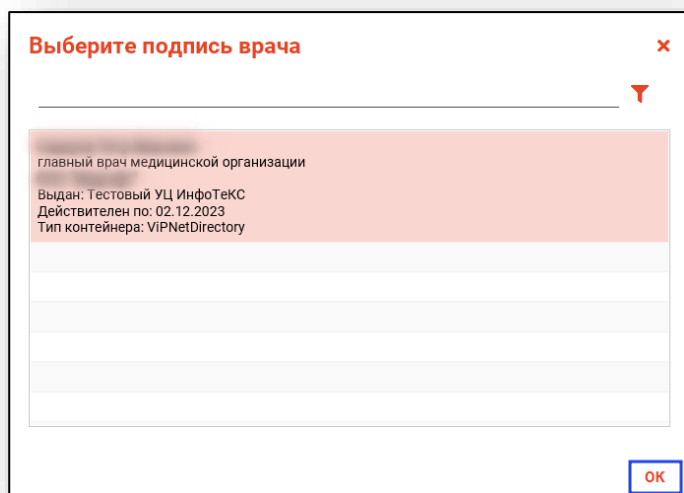 Выберите подпись врача
главный врач медицинской организации
Выдан: Тестовый УЦ ИнфоТеКС
Действителен по: 02.12.2023
Тип контейнера: ViPNetDirectory
ОК